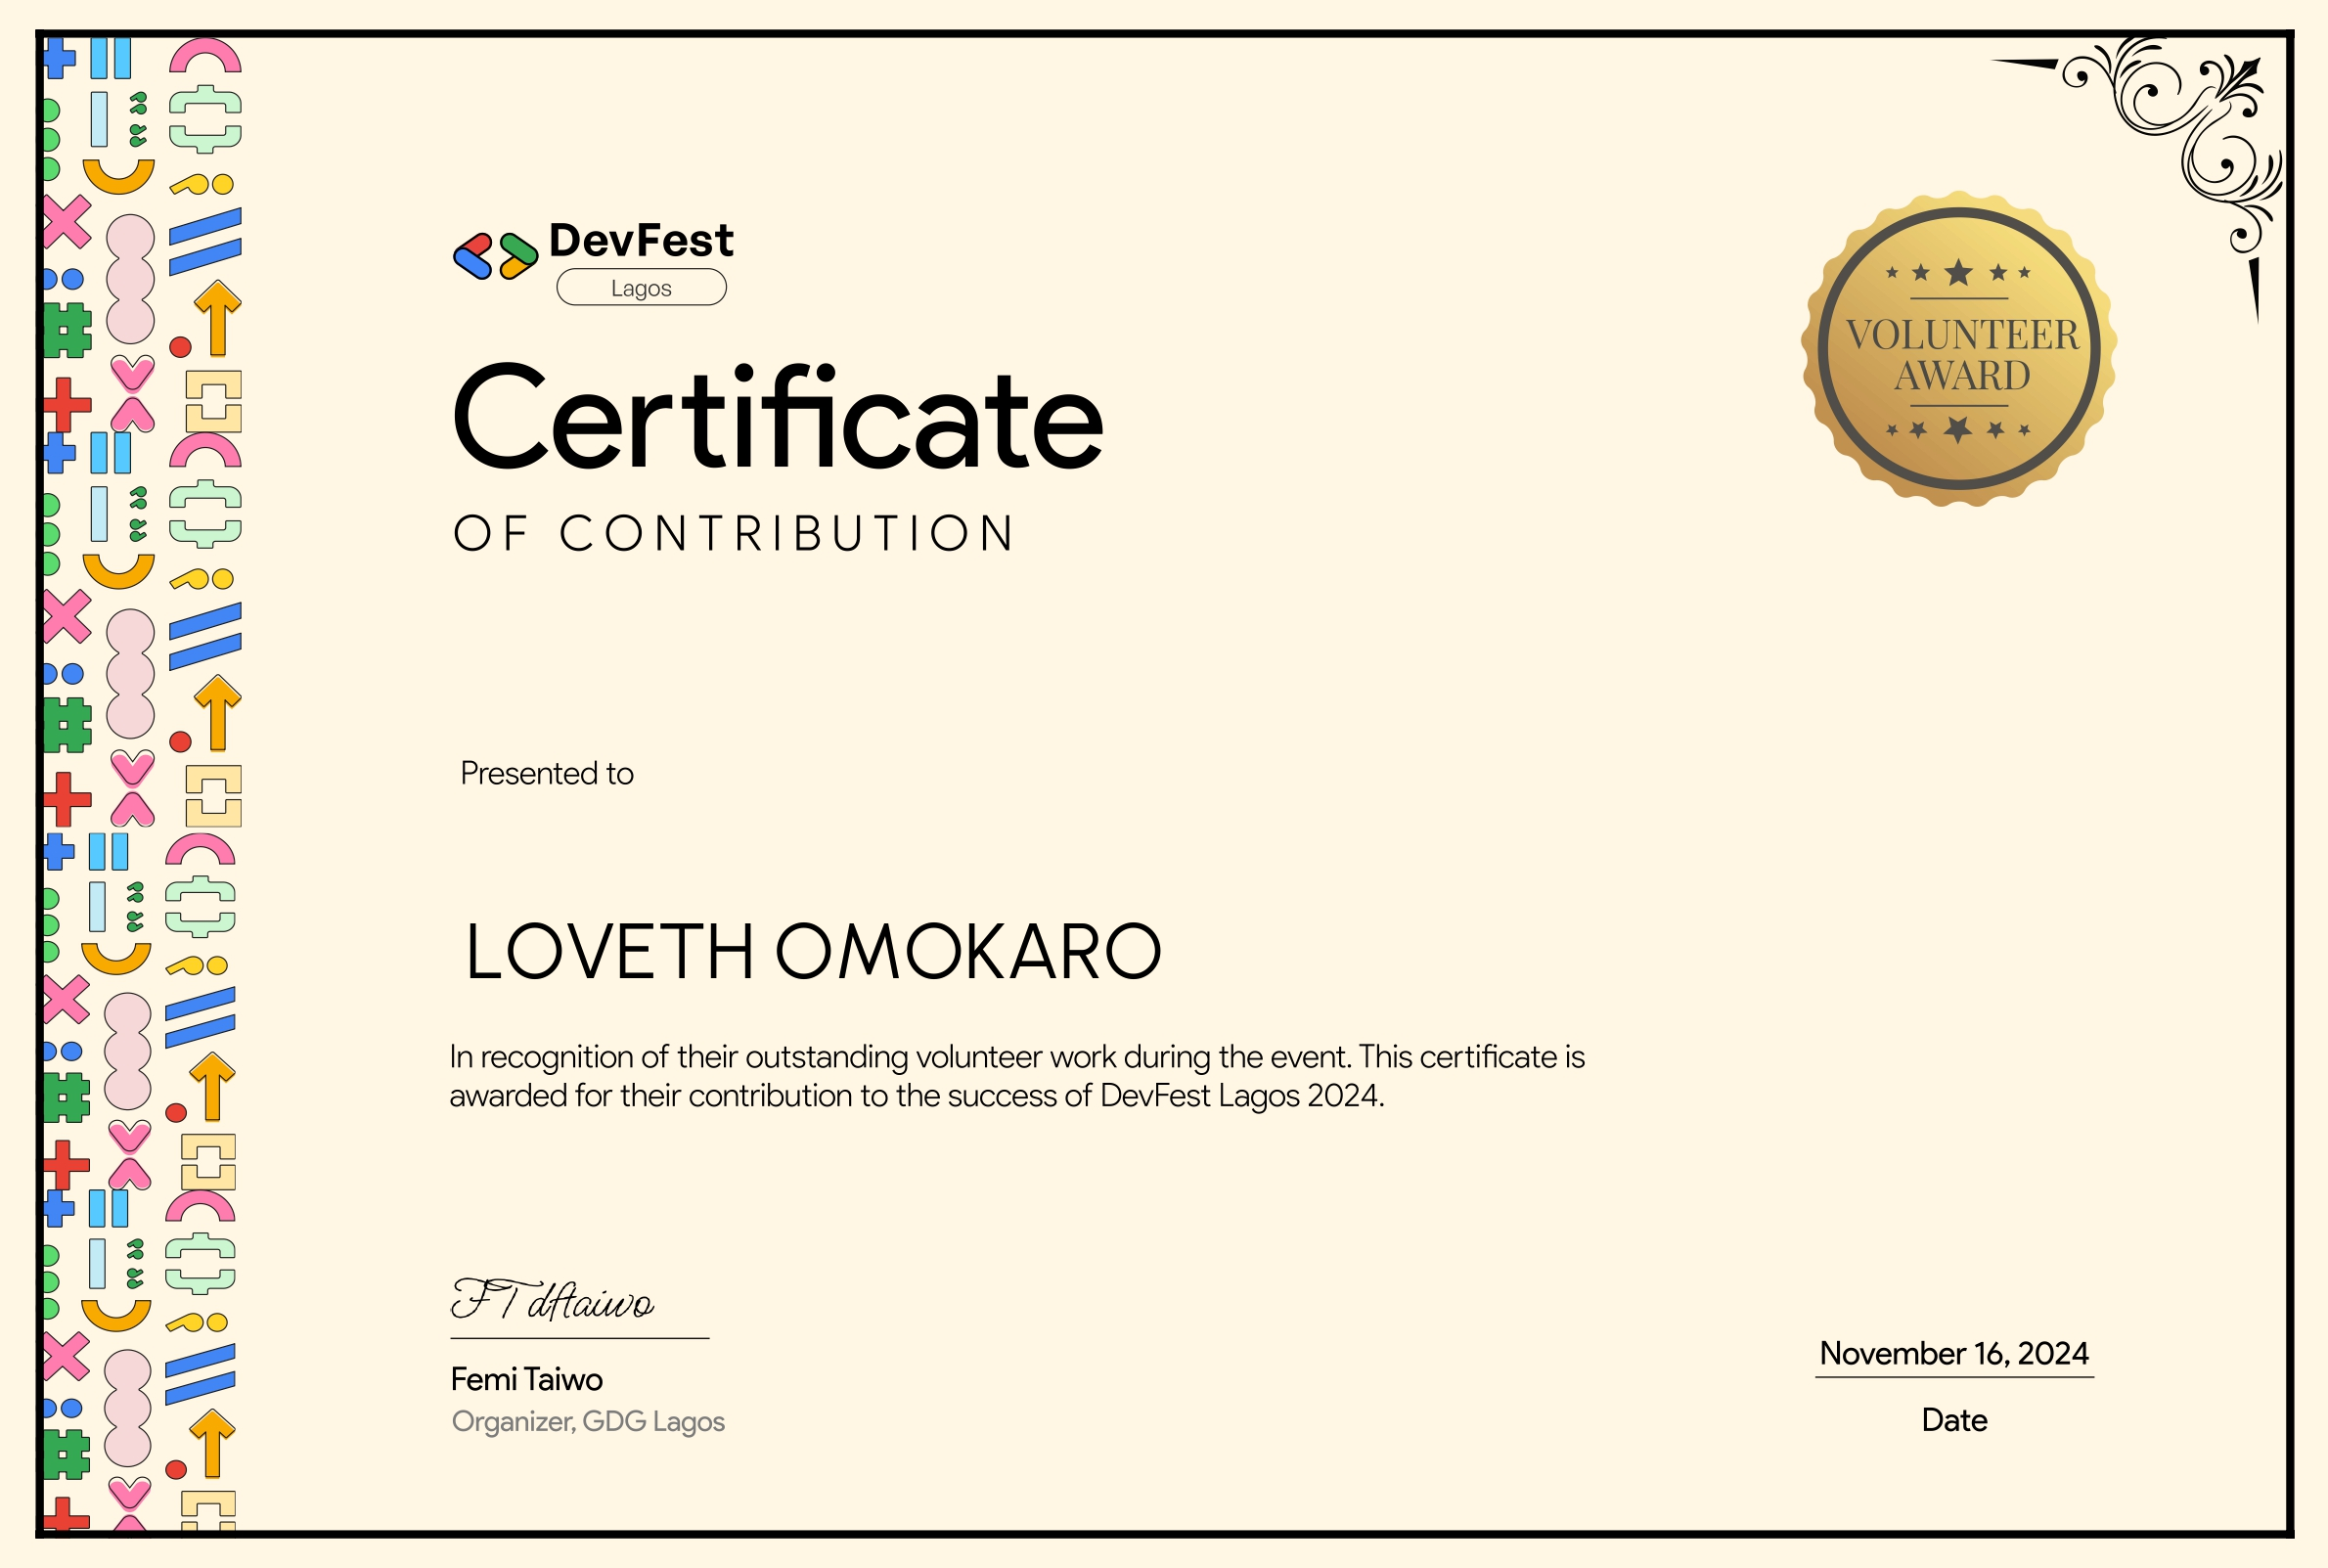 DevFest
Lagos
VOLUNTEER
AWARD
Certificate
OF CONTRIBUTION
Presented to
LOVETH OMOKARO
In recognition of their outstanding volunteer work during the event. This certificate is
awarded for their contribution to the success of DevFest Lagos 2024.
FT dftaiwo
Femi Taiwo
Organizer, GDG Lagos
November 16, 2024
Date